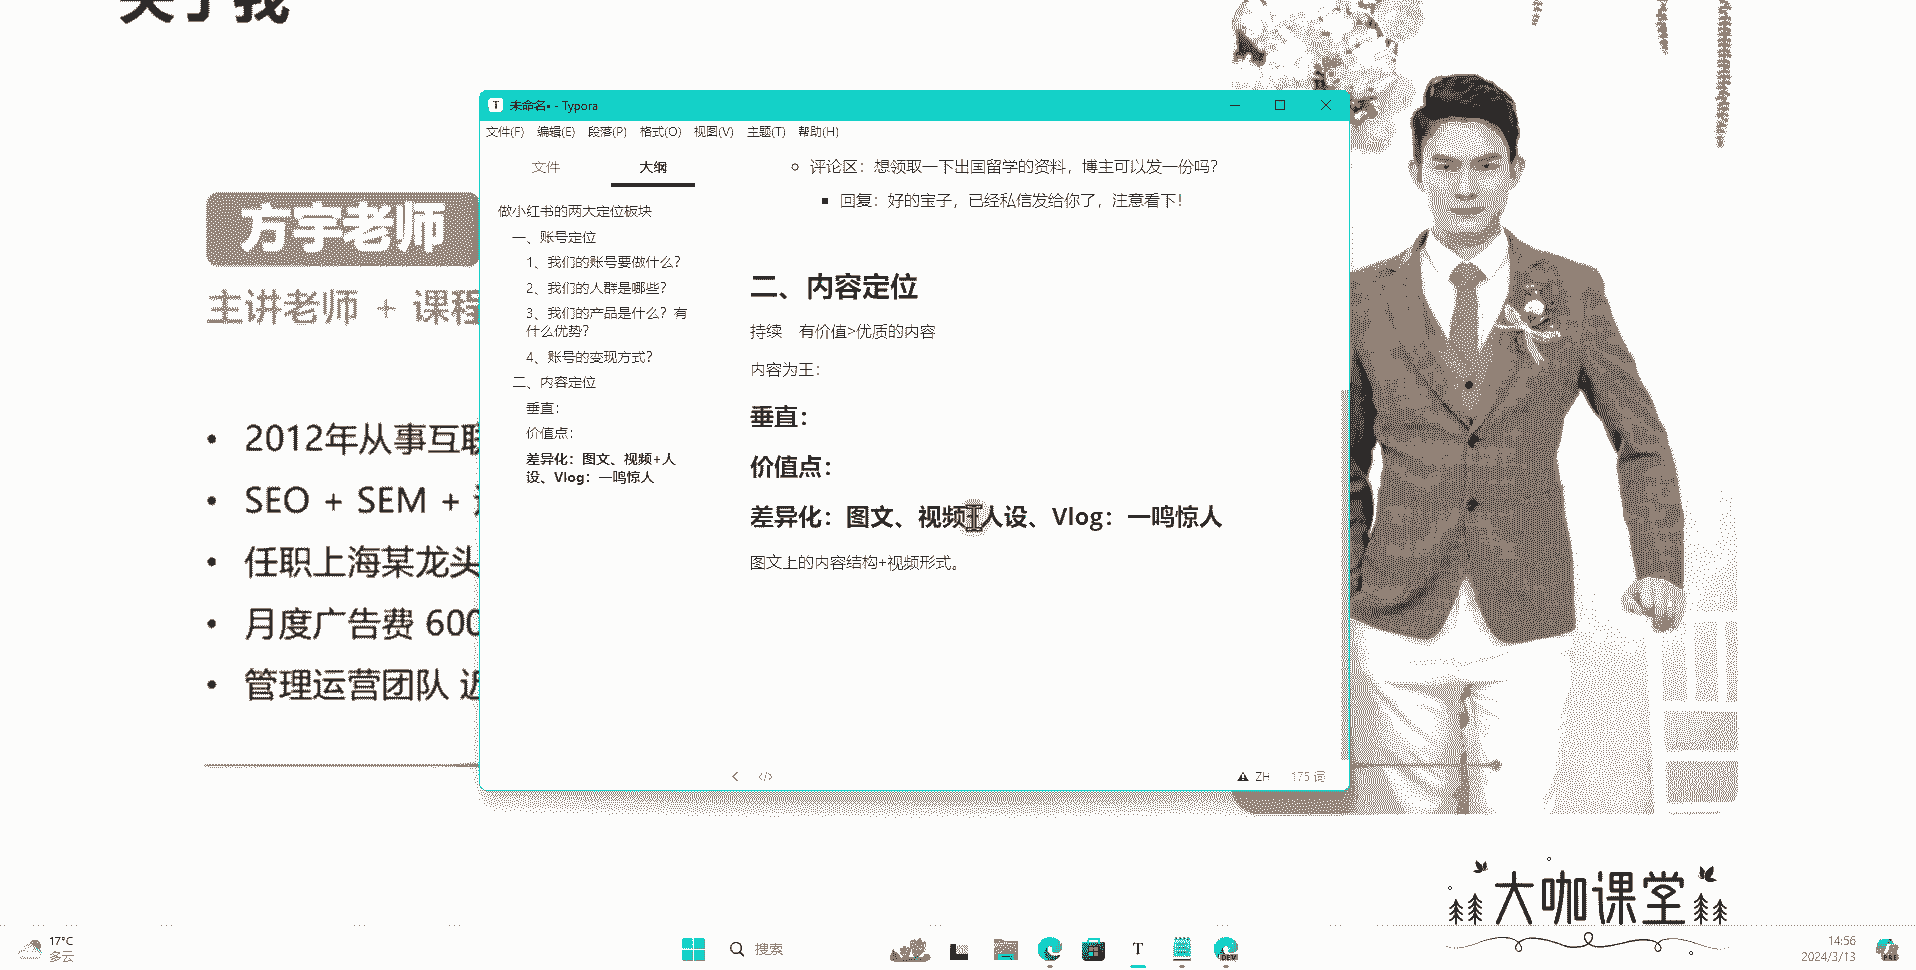 关于我
方宇老师
主讲老师 + 课程
2012年从事互联
SEO + SEM +
任职上海某龙头
月度广告费 600
管理运营团队 近
未命名• - Typora
文件(F) 编辑(E) 段落(P) 格式(O) 视图(V) 主题(T) 帮助(H)
文件 大纲
做小红书的两大定位板块
一、账号定位
1、我们的账号要做什么？
2、我们的人群是哪些？
3、我们的产品是什么？有
什么优势？
4、账号的变现方式？
二、内容定位
垂直：
价值点：
差异化：图文、视频+人
设、Vlog：一鸣惊人
评论区：想领取一下出国留学的资料，博主可以发一份吗？
回复：好的宝子，已经私信发给你了，注意看下！
二、内容定位
持续 有价值>优质的内容
内容为王：
垂直：
价值点：
差异化：图文、视频+人设、Vlog：一鸣惊人
图文上的内容结构+视频形式。
ZH 175 词
大咖课堂
17°C
多云
搜索
14:56
2024/3/13